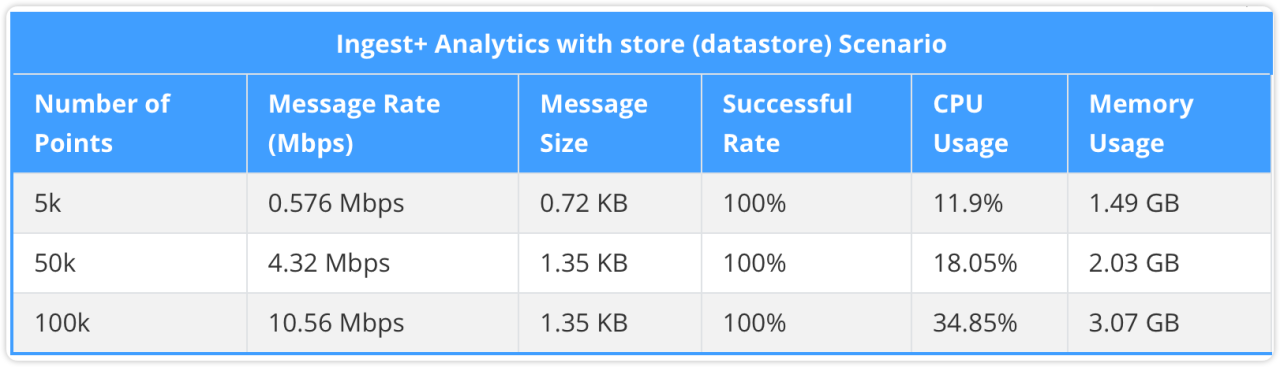 Ingest+ Analytics with store (datastore) Scenario
Number of Points Message Rate (Mbps) Message Size Successful Rate CPU Usage Memory Usage
5k 0.576 Mbps 0.72 KB 100% 11.9% 1.49 GB
50k 4.32 Mbps 1.35 KB 100% 18.05% 2.03 GB
100k 10.56 Mbps 1.35 KB 100% 34.85% 3.07 GB